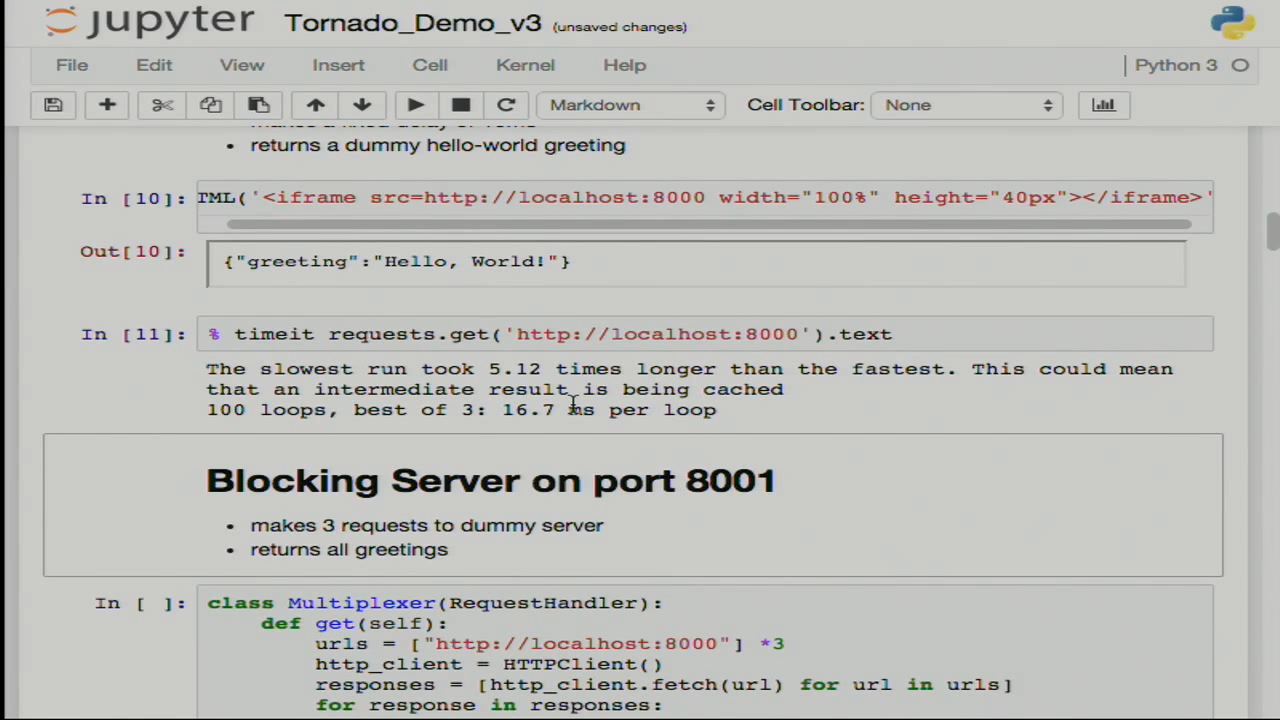 jupyter Tornado_Demo_v3 (unsaved changes)
File Edit View Insert Cell Kernel Help Python 3
Markdown Cell Toolbar: None
• returns a dummy hello-world greeting
In [10]: TML('<iframe src=http://localhost:8000 width="100%" height="40px"></iframe>'
Out[10]: {"greeting":"Hello, World!"}
In [11]: % timeit requests.get('http://localhost:8000').text
The slowest run took 5.12 times longer than the fastest. This could mean
that an intermediate result is being cached
100 loops, best of 3: 16.7 ms per loop
Blocking Server on port 8001
• makes 3 requests to dummy server
• returns all greetings
In [ ]: class Multiplexer(RequestHandler):
def get(self):
urls = ["http://localhost:8000"] *3
http_client = HTTPClient()
responses = [http_client.fetch(url) for url in urls]
for response in responses: